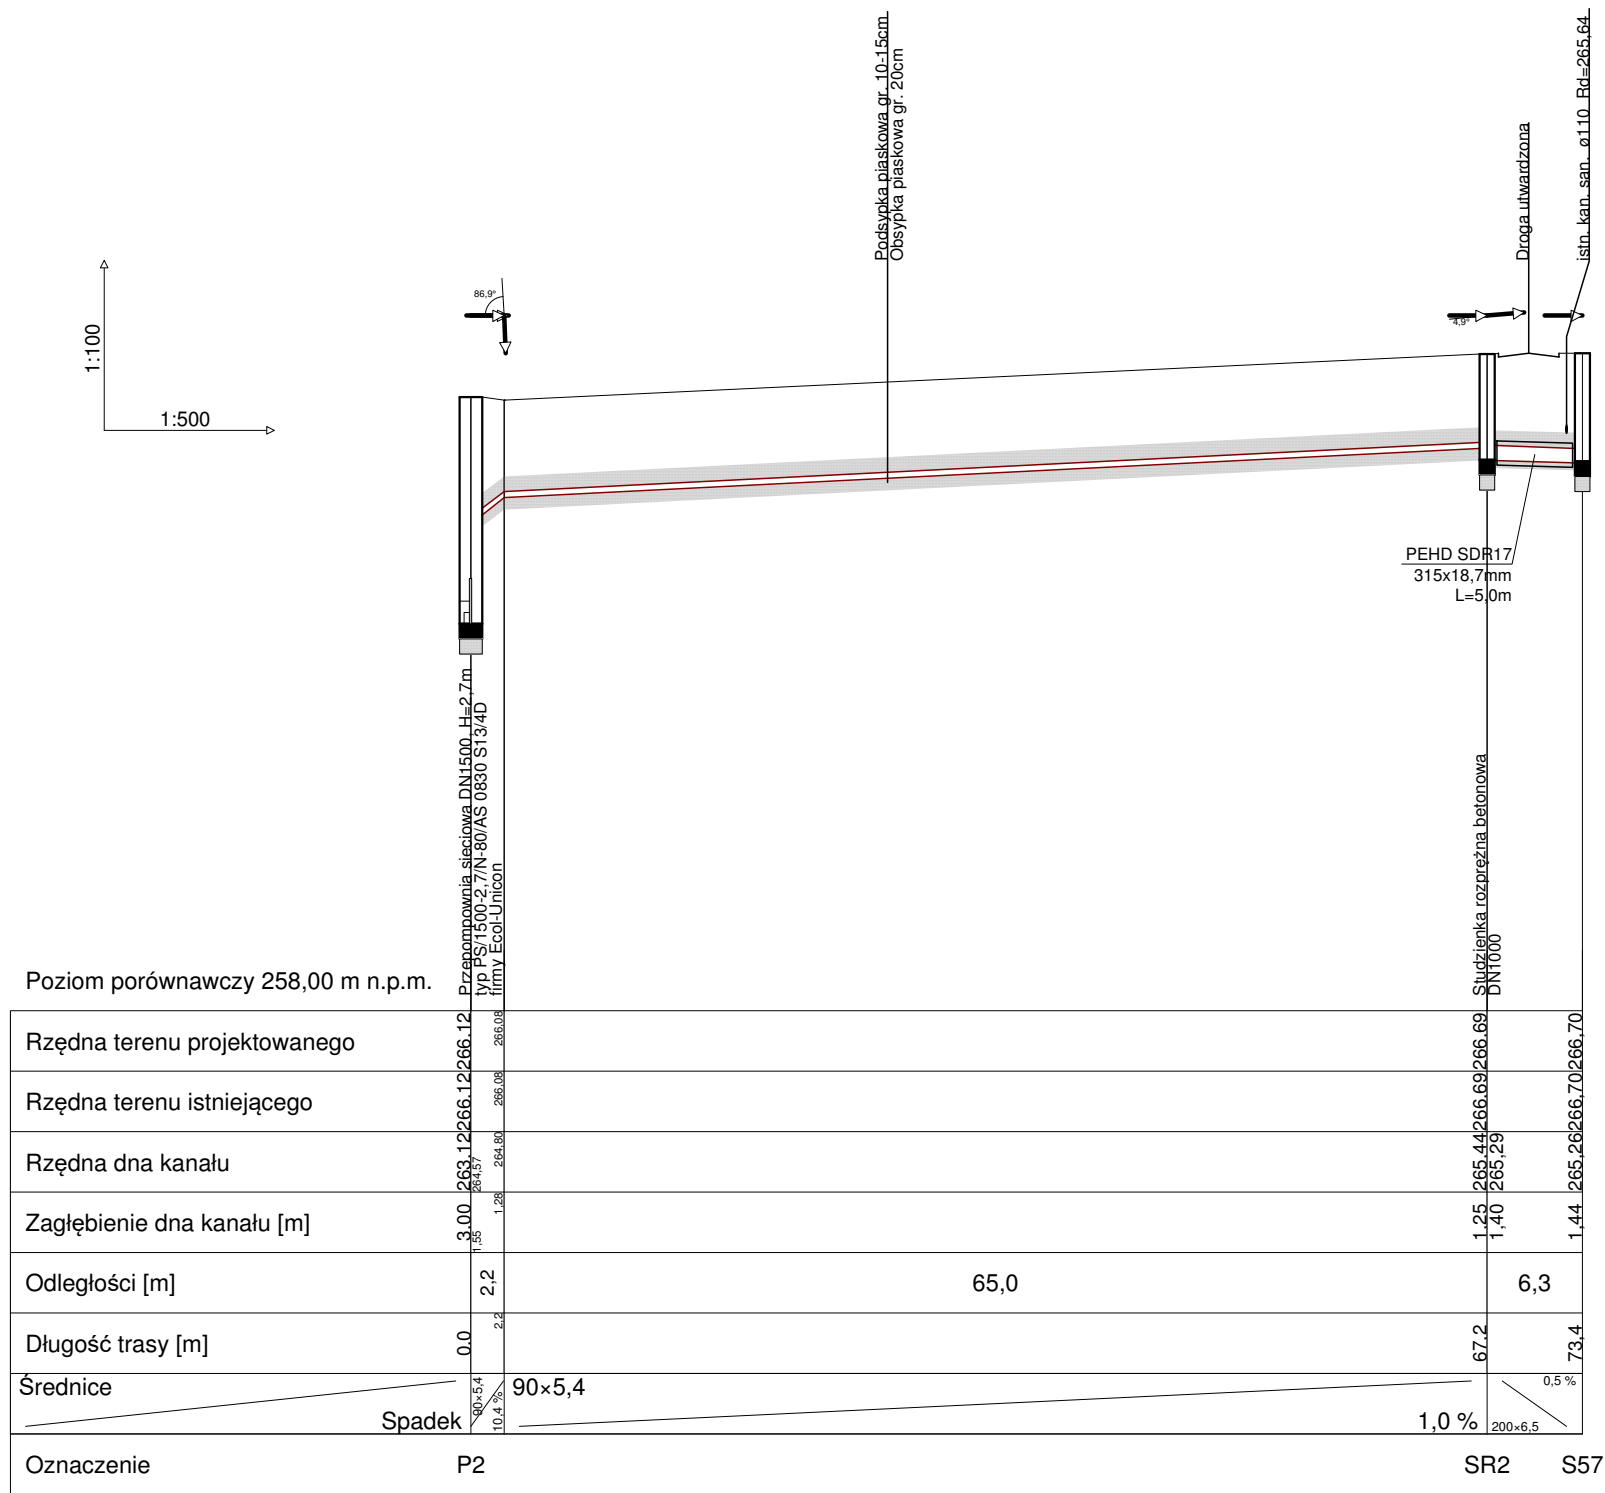 Podsypka piaskowa gr. 10-15cm
Obsypka piaskowa gr. 20cm
Droga utwardzona
istn. kan. san. ø110 Rd=265,64
86,9°
4,9°
1:100
1:500
PEHD SDR17
315x18,7mm
L=5,0m
Przepompownia sieciowa DN1500, H=2,7m
typ PS/1500-2,7/N-80/AS 0830 S13/4D
firmy Ecol-Unicon
Studzienka rozprężna betonowa
DN1000
Poziom porównawczy 258,00 m n.p.m.
Rzędna terenu projektowanego 266.12 266,08 266.69 266,70
Rzędna terenu istniejącego 266.12 266,08 266.69 266,70
Rzędna dna kanału 263.12 264,57 264,80 265.44 265,29 265,26
Zagłębienie dna kanału [m] 3.00 1,55 1,28 1.25 1,40 1,44
Odległości [m] 2,2 65,0 6,3
Długość trasy [m] 0.0 2,2 67.2 73,4
Średnice 90×5,4 90×5,4 200×6,5
Spadek 10,4 % 1,0 % 0,5 %
Oznaczenie P2 SR2 S57